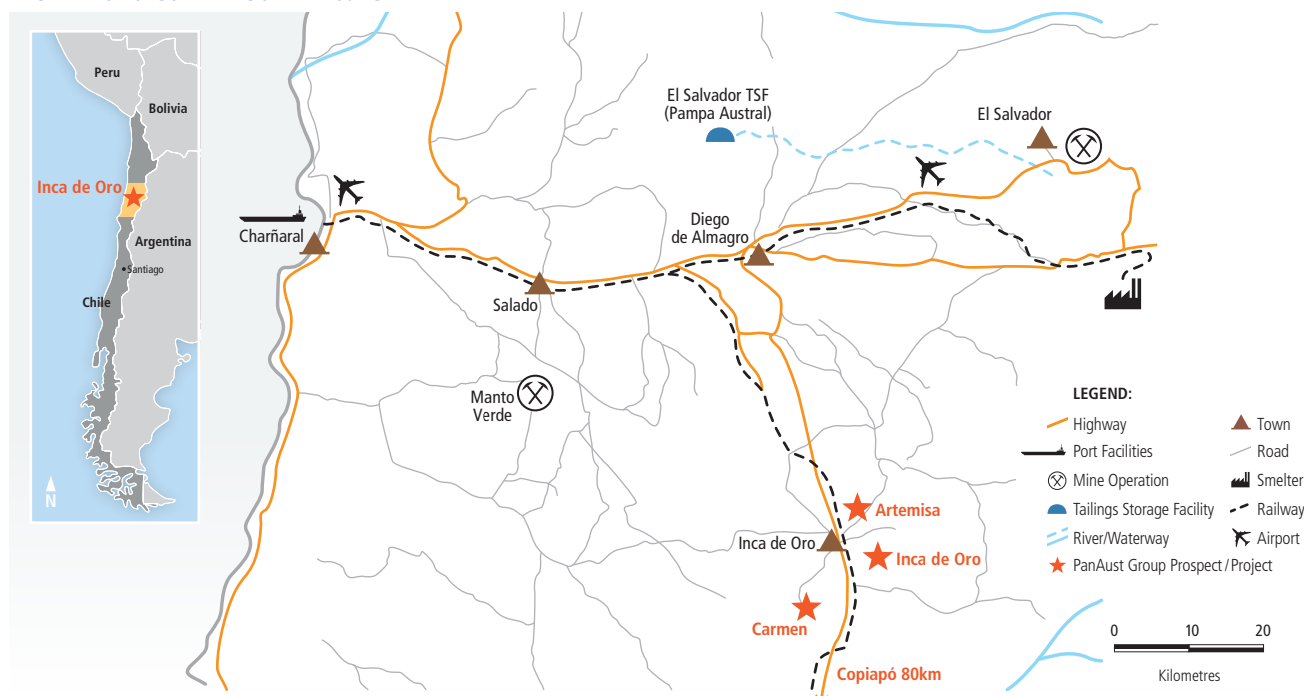 Peru
Bolivia
Inca de Oro
Argentina
Santiago
Chile
N
El Salvador TSF
(Pampa Austral)
El Salvador
Charñaral
Diego
de Almagro
Salado
Manto
Verde
Artemisa
Inca de Oro
Inca de Oro
Carmen
Copiapó 80km
LEGEND:
Highway
Town
Port Facilities
Road
Mine Operation
Smelter
Tailings Storage Facility
Railway
River/Waterway
Airport
PanAust Group Prospect/Project
0 10 20
Kilometres